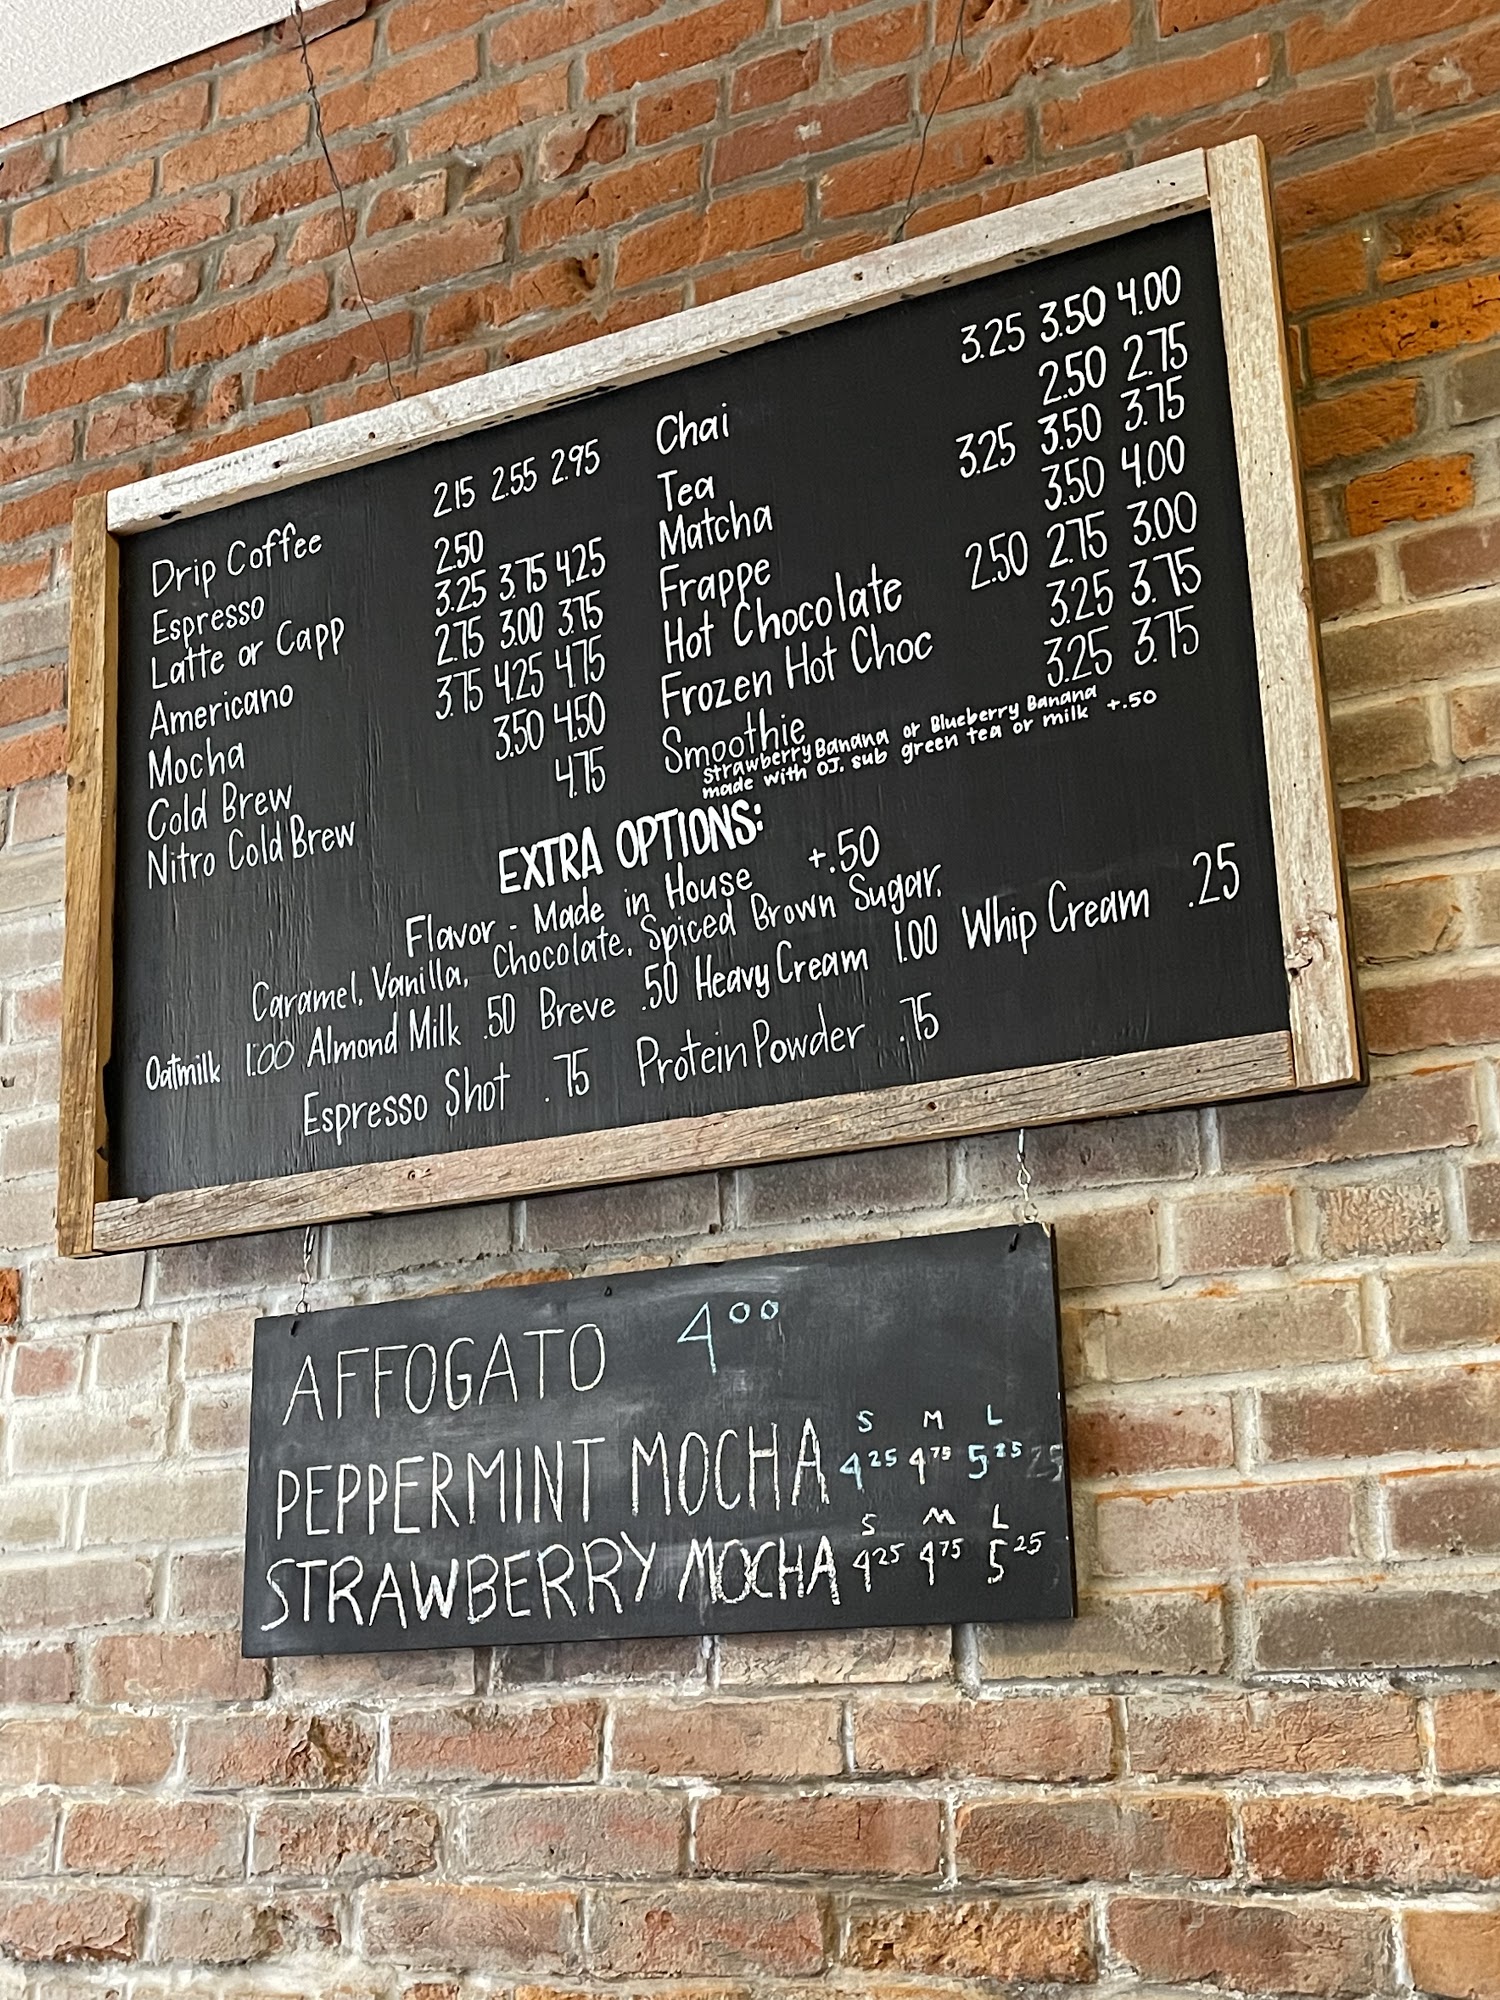 Drip Coffee 2.15 2.55 2.95
Espresso 2.50
Latte or Capp 3.25 3.75 4.25
Americano 2.75 3.00 3.75
Mocha 3.75 4.25 4.75
Cold Brew 3.50 4.50
Nitro Cold Brew 4.75
Chai 3.25 3.50 4.00
Tea 2.50 2.75
Matcha 3.25 3.50 3.75
Frappe 3.50 4.00
Hot Chocolate 2.50 2.75 3.00
Frozen Hot Choc 3.25 3.75
Smoothie 3.25 3.75
Strawberry Banana or Blueberry Banana
made with OJ. sub green tea or milk +.50
EXTRA OPTIONS:
Flavor - Made in House +.50
Caramel, Vanilla, Chocolate, Spiced Brown Sugar,
Oatmilk 1.00 Almond Milk .50 Breve .50 Heavy Cream 1.00 Whip Cream .25
Espresso Shot .75 Protein Powder .75
AFFOGATO 4 00
S M L
PEPPERMINT MOCHA 4 25 4 75 5 25
S M L
STRAWBERRY MOCHA 4 25 4 75 5 25